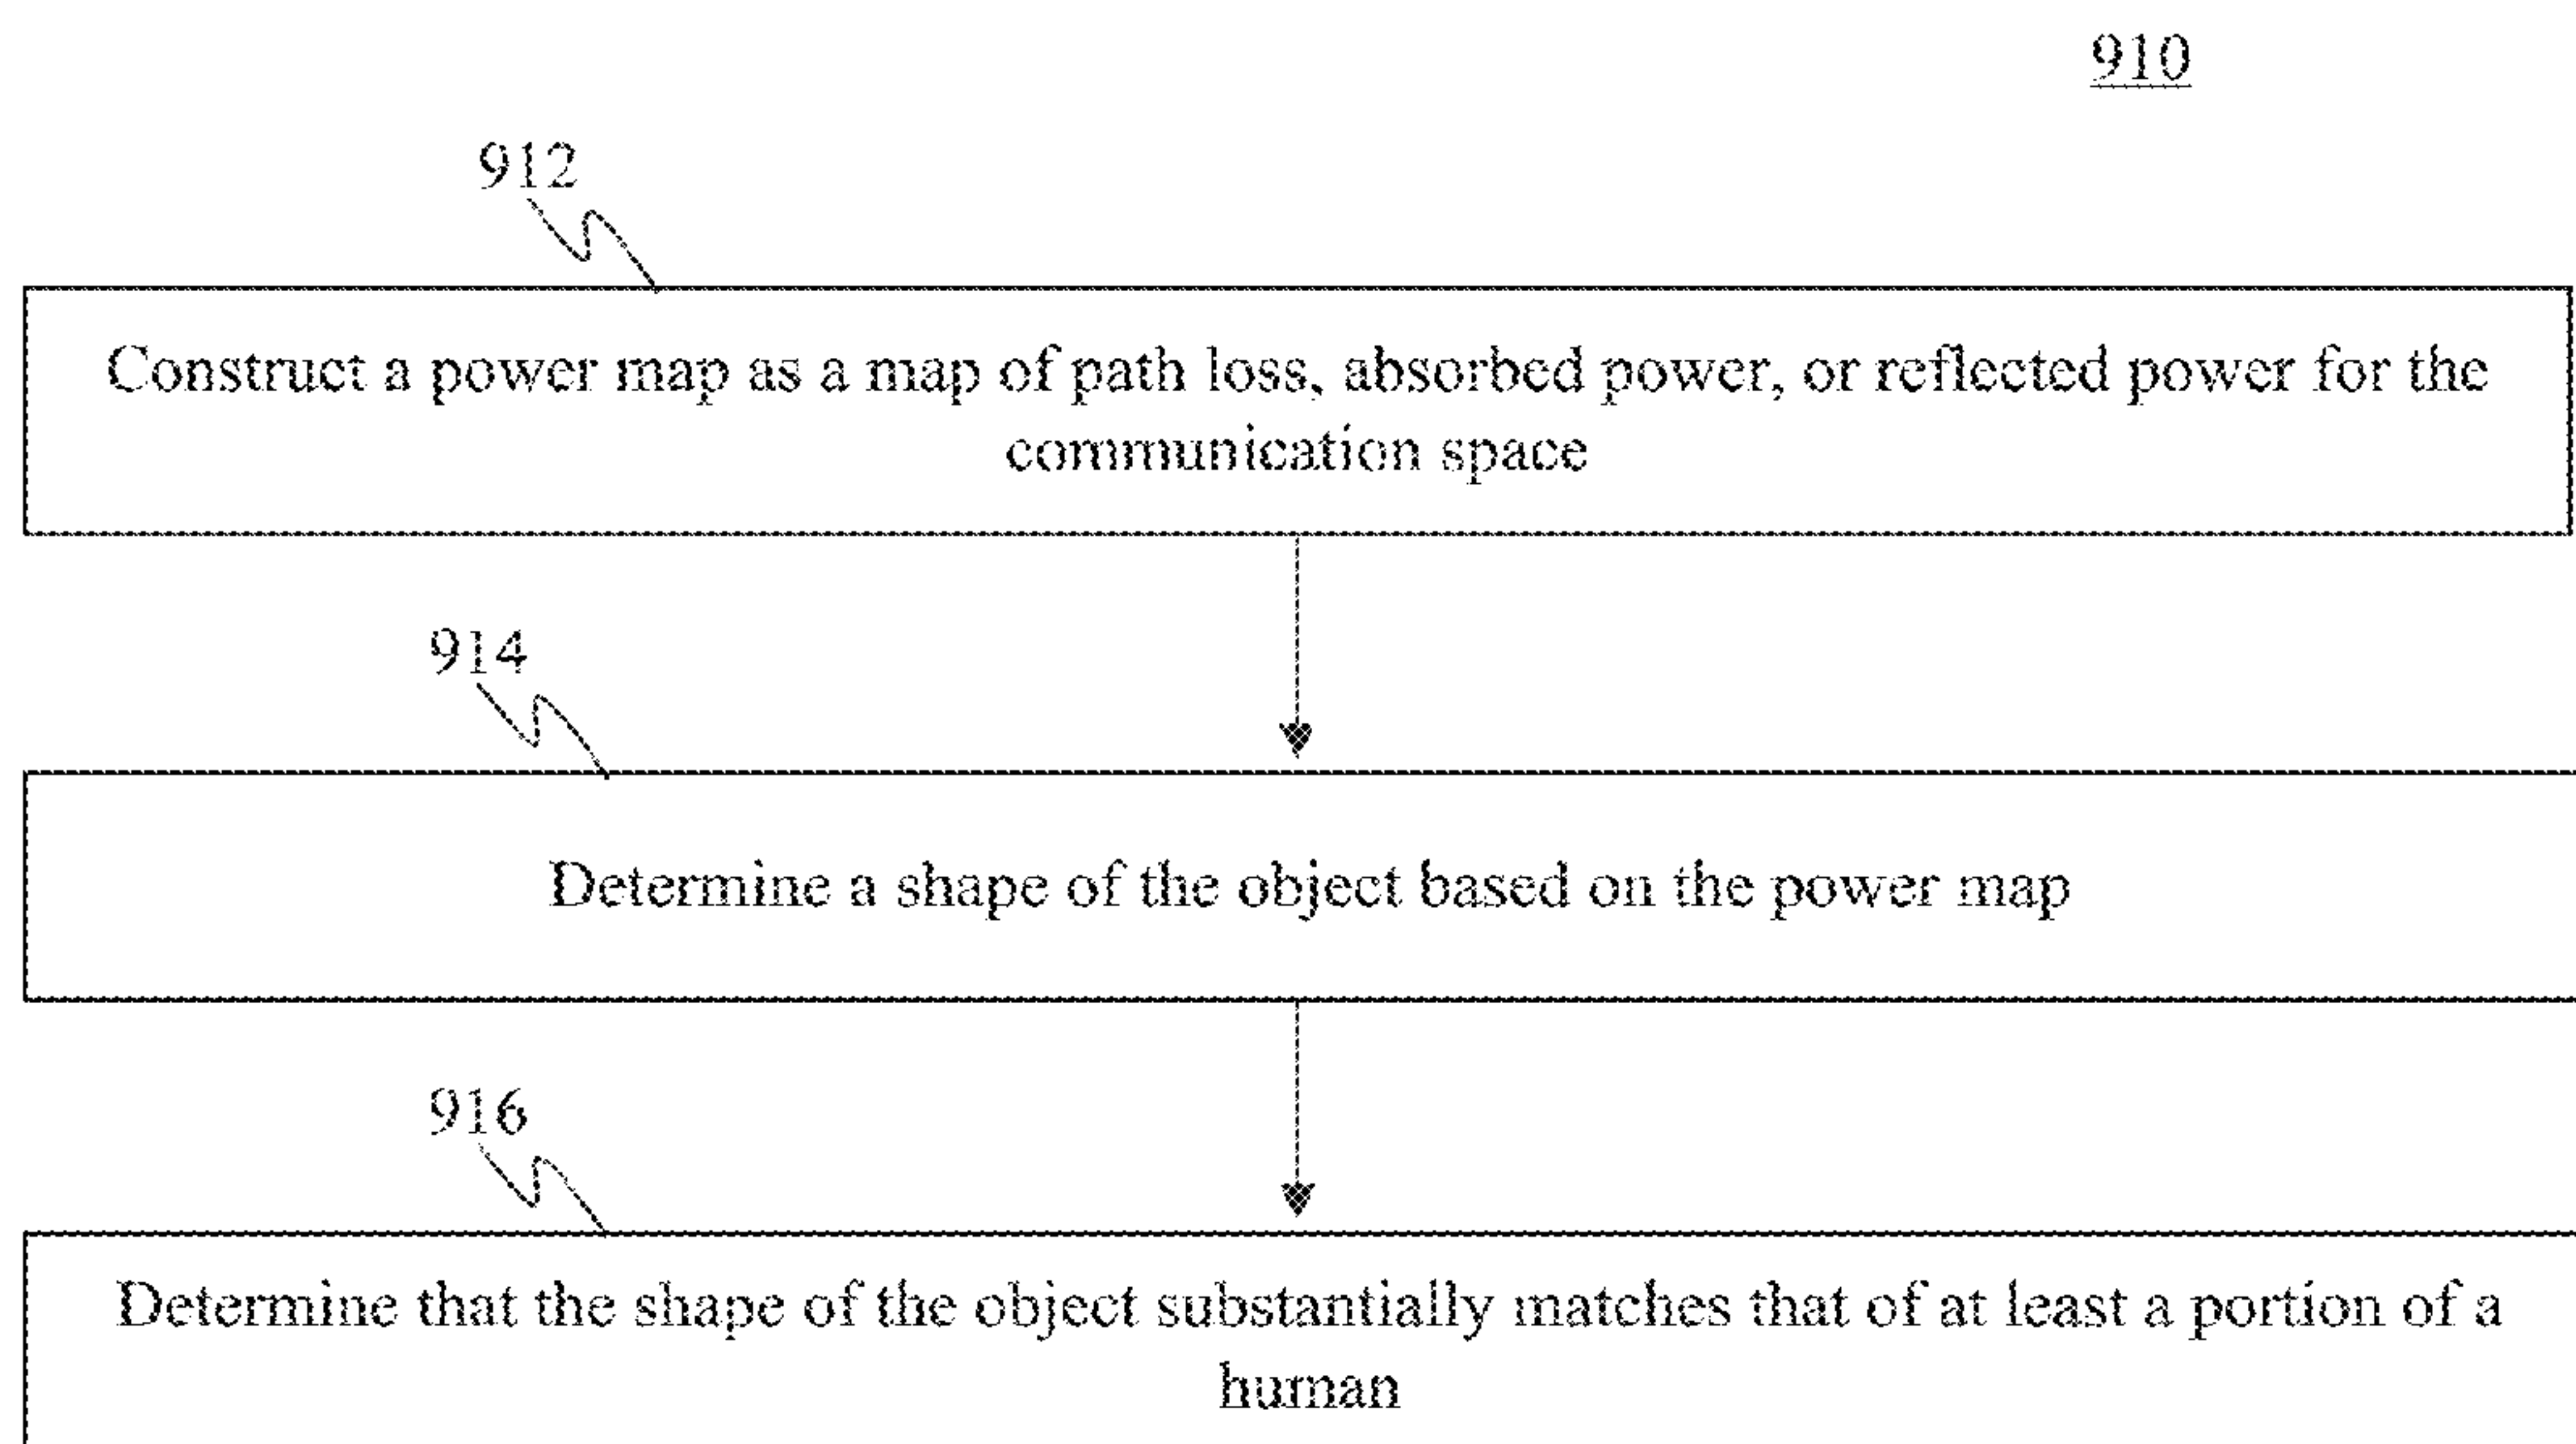 910
912
Construct a power map as a map of path loss, absorbed power, or reflected power for the
communication space
914
Determine a shape of the object based on the power map
916
Determine that the shape of the object substantially matches that of at least a portion of a
human